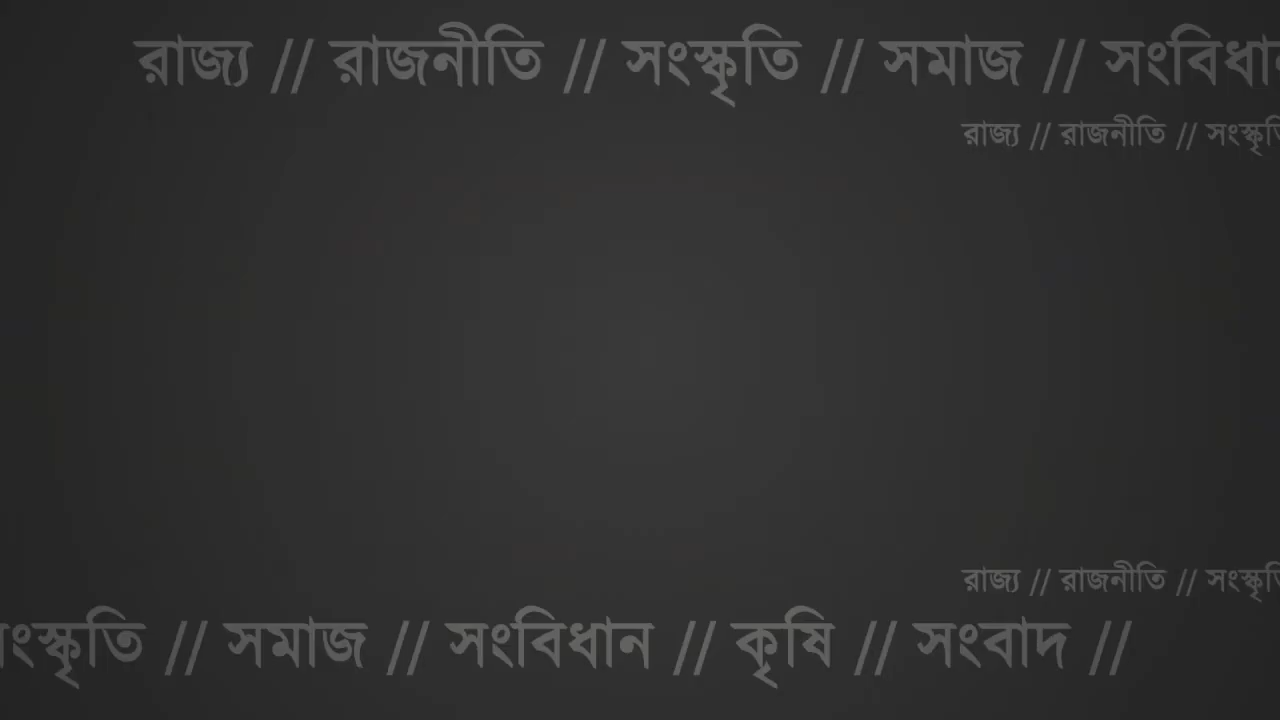 রাজ্য // রাজনীতি // সংস্কৃতি // সমাজ //
রাজ্য // রাজনীতি //
রাজ্য // রাজনীতি //
// সমাজ // সংবিধান // কৃষি // সংবাদ //